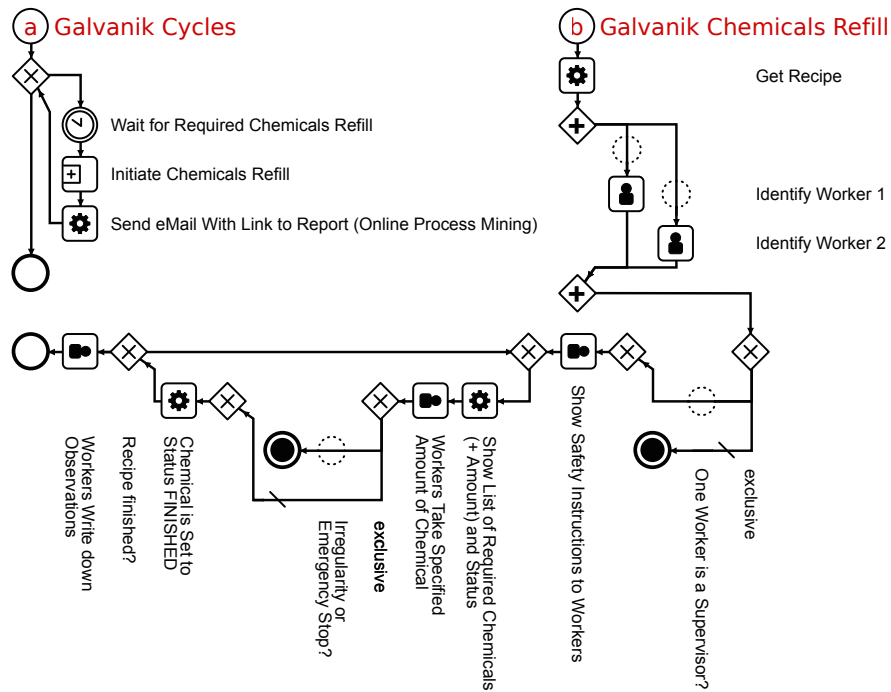 a Galvanik Cycles
Wait for Required Chemicals Refill
Initiate Chemicals Refill
Send eMail With Link to Report (Online Process Mining)
b Galvanik Chemicals Refill
Get Recipe
Identify Worker 1
Identify Worker 2
exclusive
One Worker is a Supervisor?
Show Safety Instructions to Workers
Show List of Required Chemicals
(+ Amount) and Status
Workers Take Specified
Amount of Chemical
exclusive
Irregularity or
Emergency Stop?
Chemical is Set to
Status FINISHED
Recipe finished?
Workers Write down
Observations